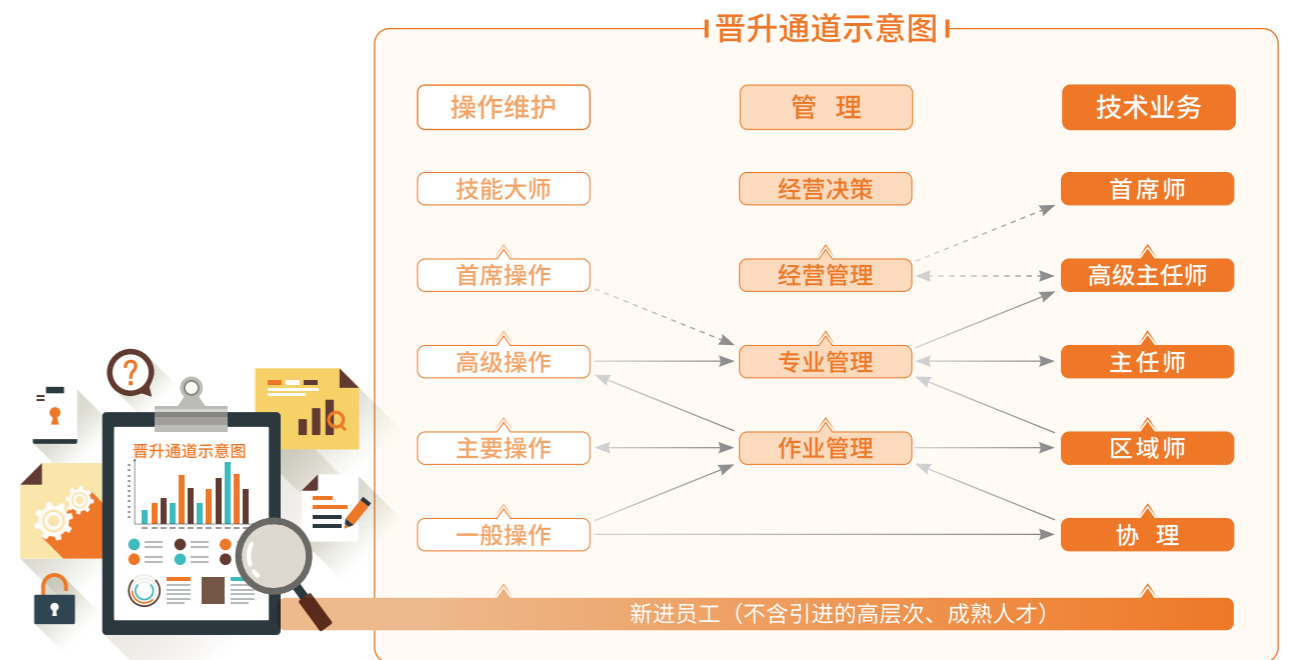 晋升通道示意图
操作维护
管 理
技术业务
技能大师
经营决策
首席师
首席操作
经营管理
高级主任师
高级操作
专业管理
主任师
主要操作
作业管理
区域师
一般操作
协 理
新进员工（不含引进的高层次、成熟人才）
?
晋升通道示意图